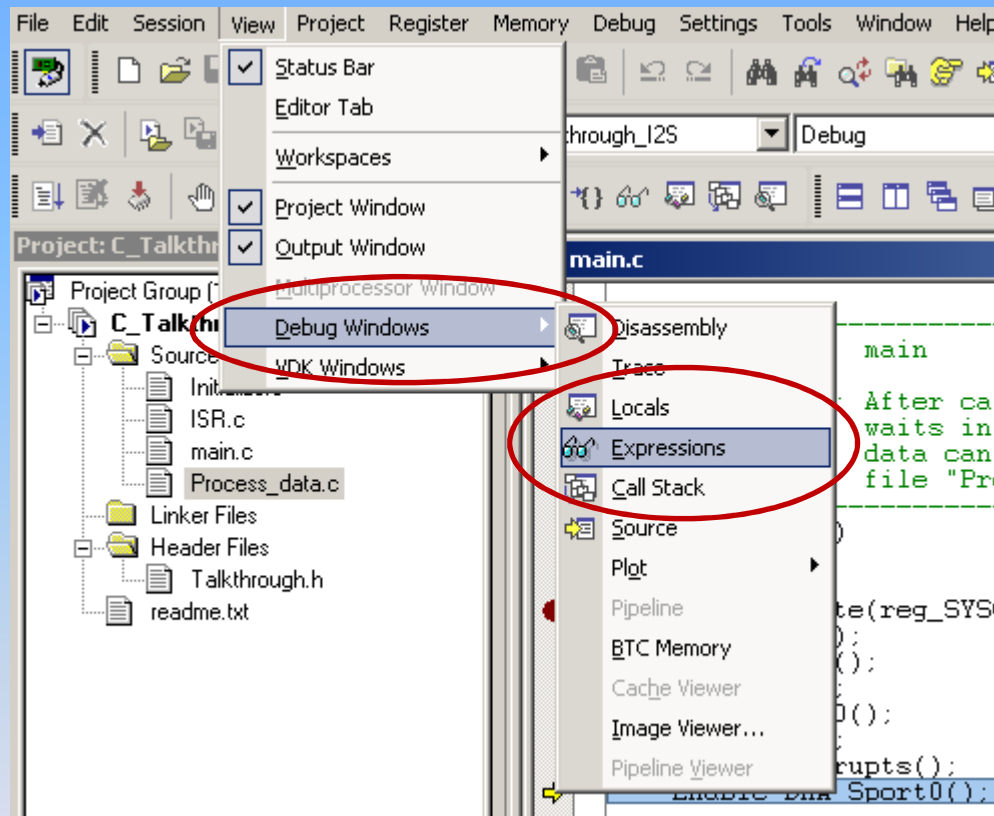 File Edit Session View Project Register Memory Debug Settings Tools Window Help
Status Bar
Editor Tab
Workspaces
Project Window
Output Window
Multiprocessor Window
Debug Windows
VDK Windows
through_I2S Debug
Project: C_Talkthr
Project Group (
C_Talkthr
Source
ISR.c
main.c
Process_data.c
Linker Files
Header Files
Talkthrough.h
readme.txt
main.c
Disassembly
Trace
Locals
Expressions
Call Stack
Source
Plot
Pipeline
BTC Memory
Cache Viewer
Image Viewer...
Pipeline Viewer
main
After ca
waits in
data can
file "Pr
)
te(reg_SYS
);
();
;
0();
;
rupts();
Enable_DMA_Sport0();